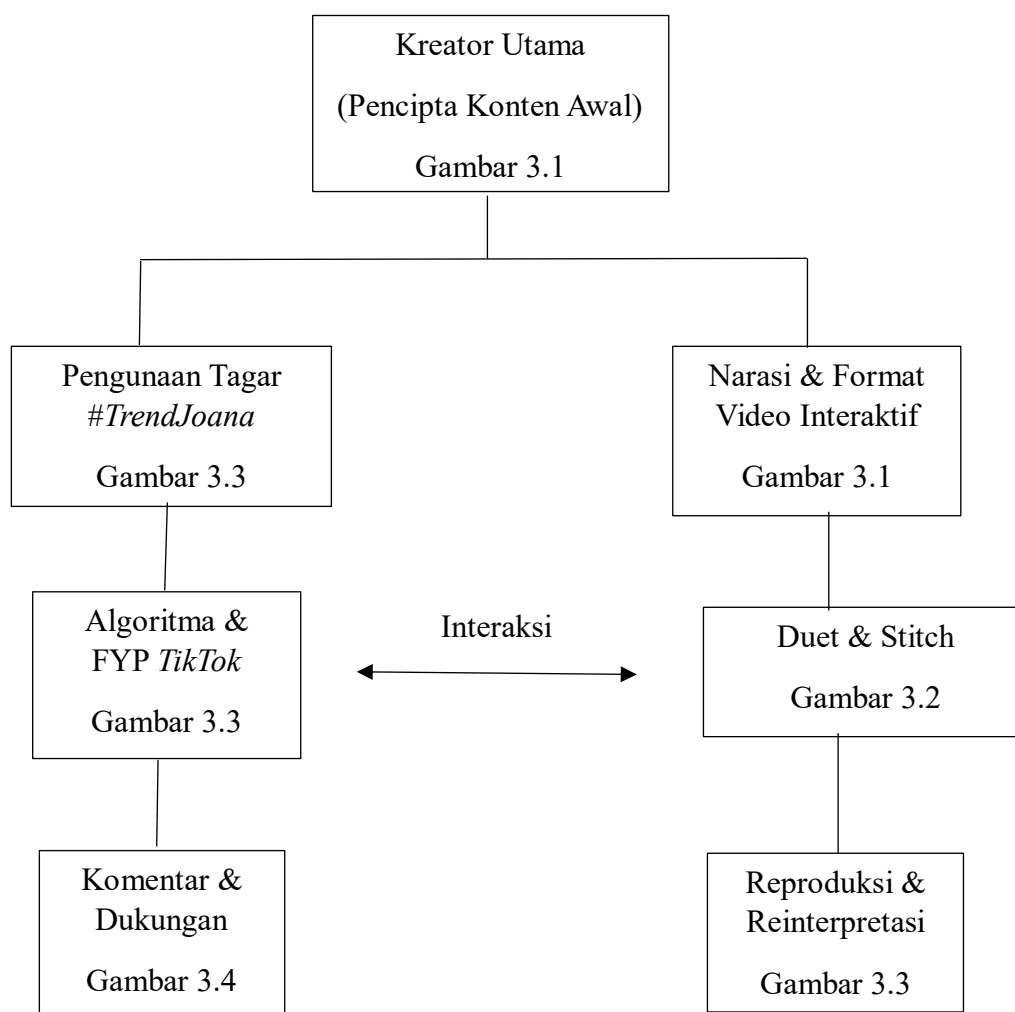 Kreator Utama
(Pencipta Konten Awal)
Gambar 3.1
Pengunaan Tagar
#TrendJoana
Gambar 3.3
Narasi & Format
Video Interaktif
Gambar 3.1
Algoritma &
FYP TikTok
Gambar 3.3
Interaksi
Duet & Stitch
Gambar 3.2
Komentar &
Dukungan
Gambar 3.4
Reproduksi &
Reinterpretasi
Gambar 3.3